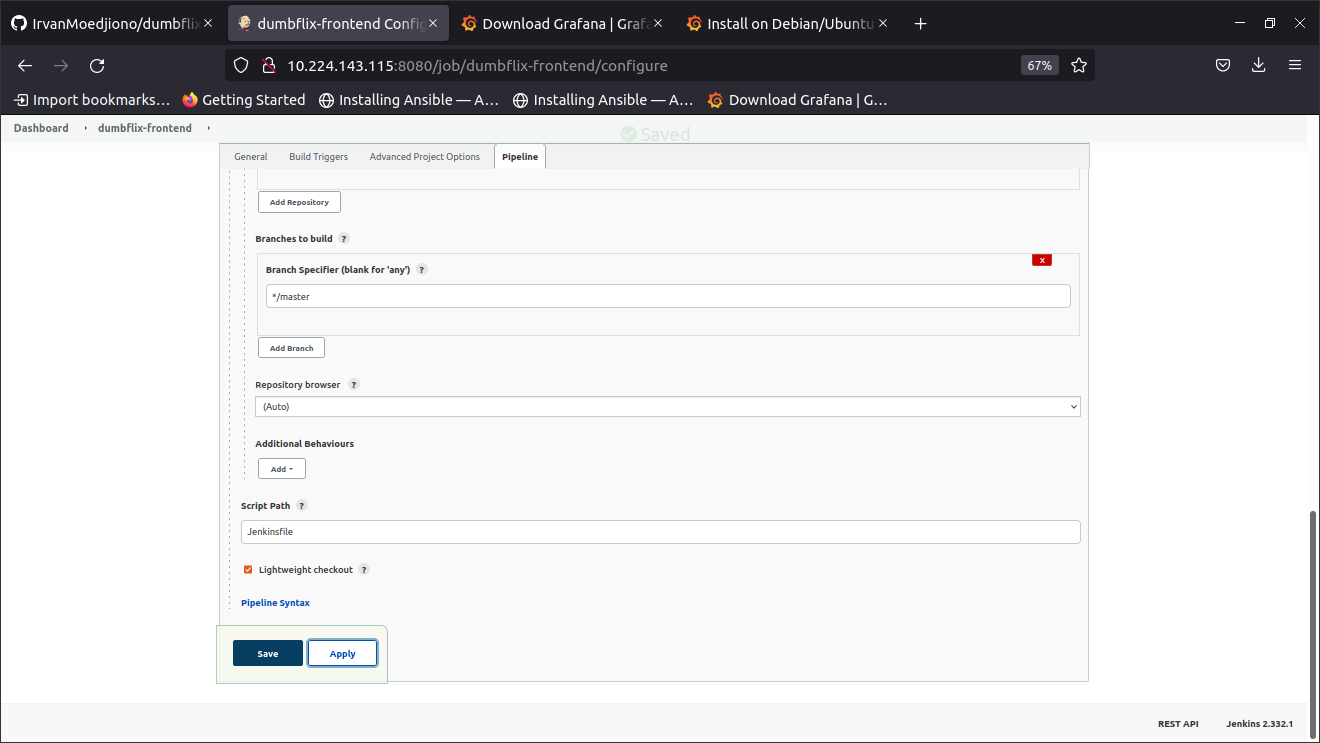 IrvanMoedjiono/dumbflix
dumbflix-frontend Config
Download Grafana | Graf
Install on Debian/Ubuntu
10.224.143.115:8080/job/dumbflix-frontend/configure
67%
Import bookmarks...
Getting Started
Installing Ansible — A...
Installing Ansible — A...
Download Grafana | G...
Dashboard
dumbflix-frontend
Saved
General
Build Triggers
Advanced Project Options
Pipeline
Add Repository
Branches to build ?
Branch Specifier (blank for 'any') ?
X
*/master
Add Branch
Repository browser ?
(Auto)
Additional Behaviours
Add
Script Path ?
Jenkinsfile
Lightweight checkout ?
Pipeline Syntax
Save
Apply
REST API
Jenkins 2.332.1